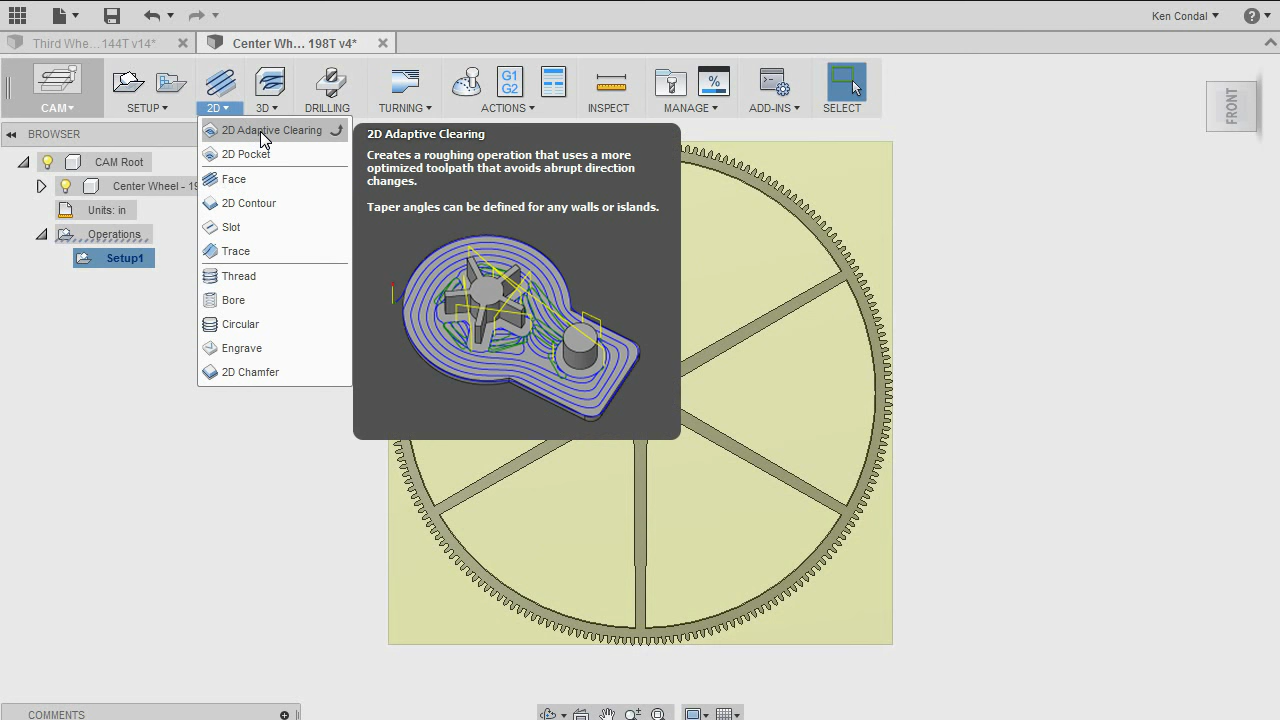 Ken Condal
Third Whe...144T v14*
Center Wh... 198T v4*
G1
G2
%
CAM
SETUP
2D
3D
DRILLING
TURNING
ACTIONS
INSPECT
MANAGE
ADD-INS
SELECT
FRONT
BROWSER
CAM Root
Center Wheel - 19
Units: in
Operations
Setup1
2D Adaptive Clearing
2D Pocket
Face
2D Contour
Slot
Trace
Thread
Bore
Circular
Engrave
2D Chamfer
2D Adaptive Clearing
Creates a roughing operation that uses a more
optimized toolpath that avoids abrupt direction
changes.
Taper angles can be defined for any walls or islands.
COMMENTS